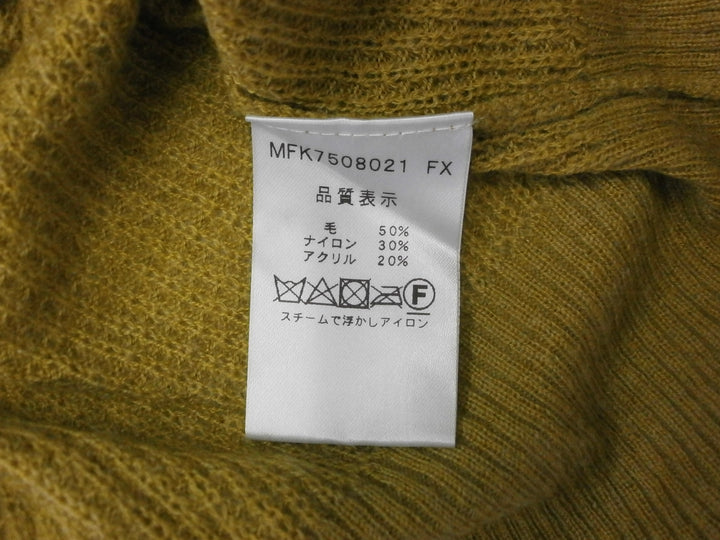 MFK7508021 FX
品質表示
毛 50%
ナイロン 30%
アクリル 20%
F
スチームで浮かしアイロン